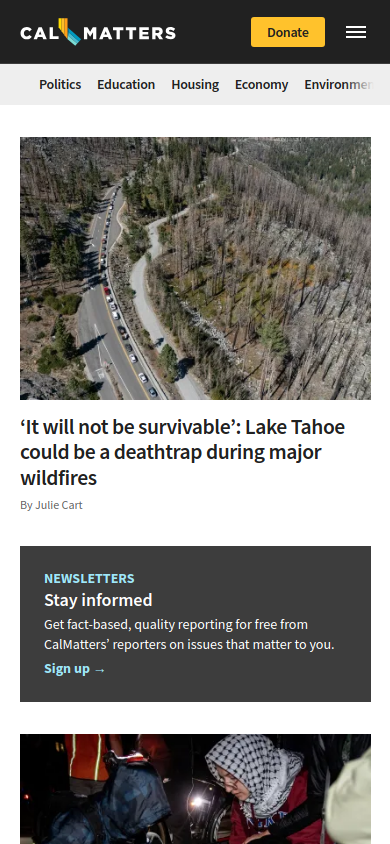 CAL MATTERS
Donate
Politics Education Housing Economy
‘It will not be survivable’: Lake Tahoe
could be a deathtrap during major
wildfires
By Julie Cart
NEWSLETTERS
Stay informed
Get fact-based, quality reporting for free from
CalMatters’ reporters on issues that matter to you.
Sign up →